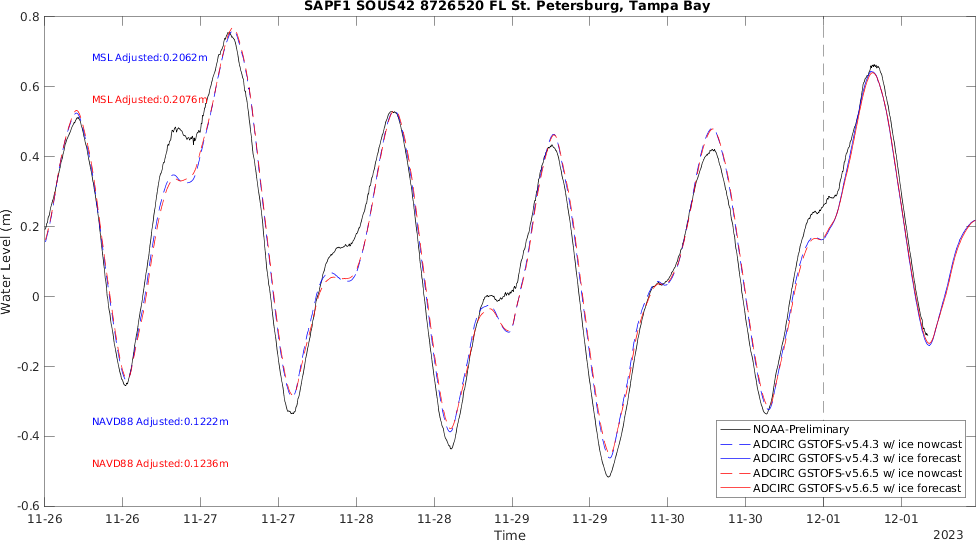 SAPF1 SOUS42 8726520 FL St. Petersburg, Tampa Bay
0.8
MSL Adjusted:0.2062m
0.6
MSL Adjusted:0.2076m
0.4
0.2
Water Level (m)
0
-0.2
NAVD88 Adjusted:0.1222m
-0.4
NAVD88 Adjusted:0.1236m
-0.6
NOAA-Preliminary
ADCIRC GSTOFS-v5.4.3 w/ ice nowcast
ADCIRC GSTOFS-v5.4.3 w/ ice forecast
ADCIRC GSTOFS-v5.6.5 w/ ice nowcast
ADCIRC GSTOFS-v5.6.5 w/ ice forecast
11-26 11-26 11-27 11-27 11-28 11-28 11-29 11-29 11-30 11-30 12-01 12-01
Time
2023